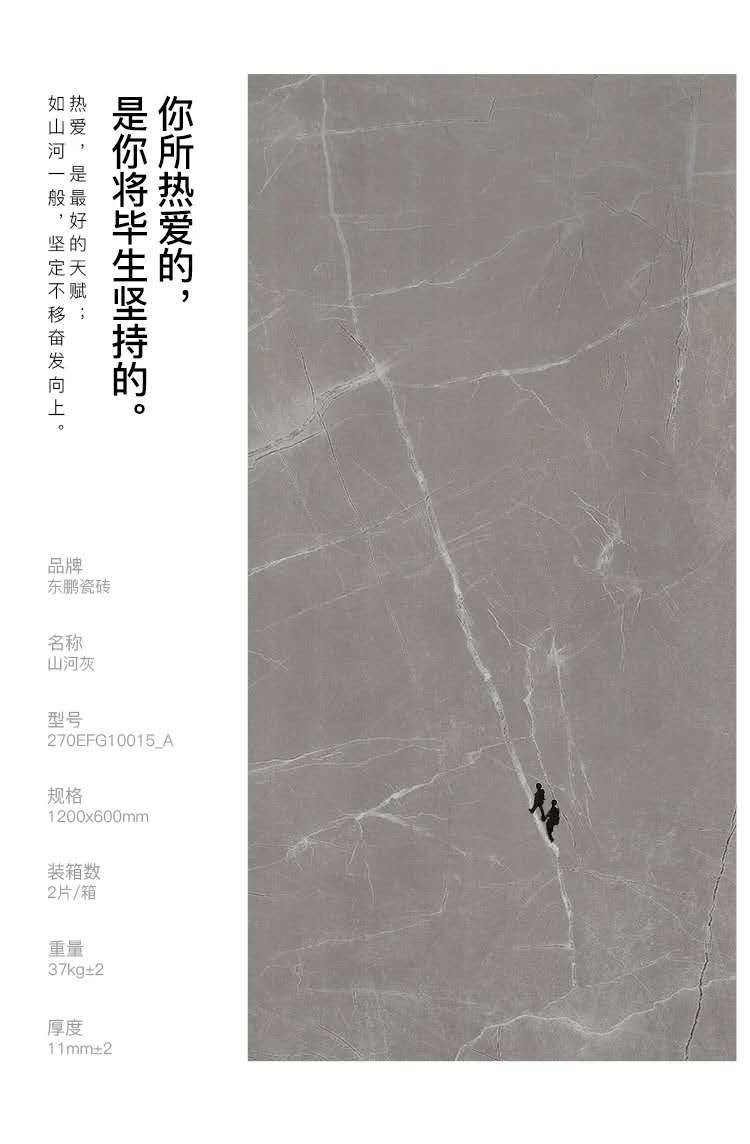 你所热爱的，
是你将毕生坚持的。
热爱，是最好的天赋；
如山河一般，坚定不移奋发向上。
品牌
东鹏瓷砖
名称
山河灰
型号
270EFG10015_A
规格
1200x600mm
装箱数
2片/箱
重量
37kg±2
厚度
11mm±2